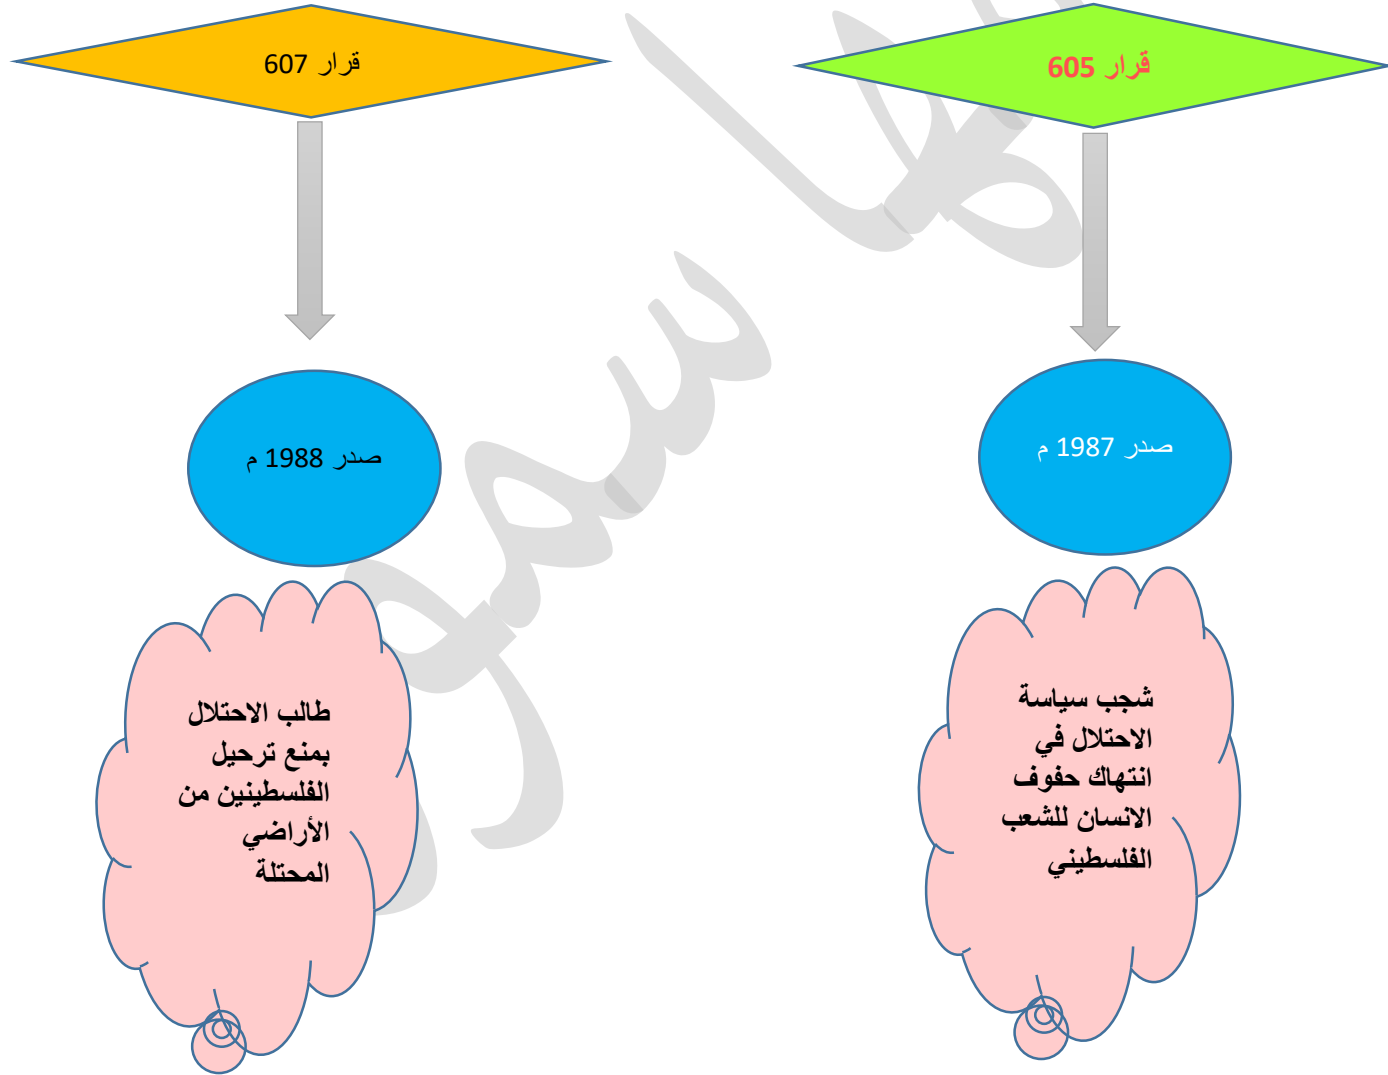 قرار 605
صدر 1987 م
شجب سياسة
الاحتلال في
انتهاك حفوف
الانسان للشعب
الفلسطيني
قرار 607
صدر 1988 م
طالب الاحتلال
بمنع ترحيل
الفلسطينين من
الأراضي
المحتلة